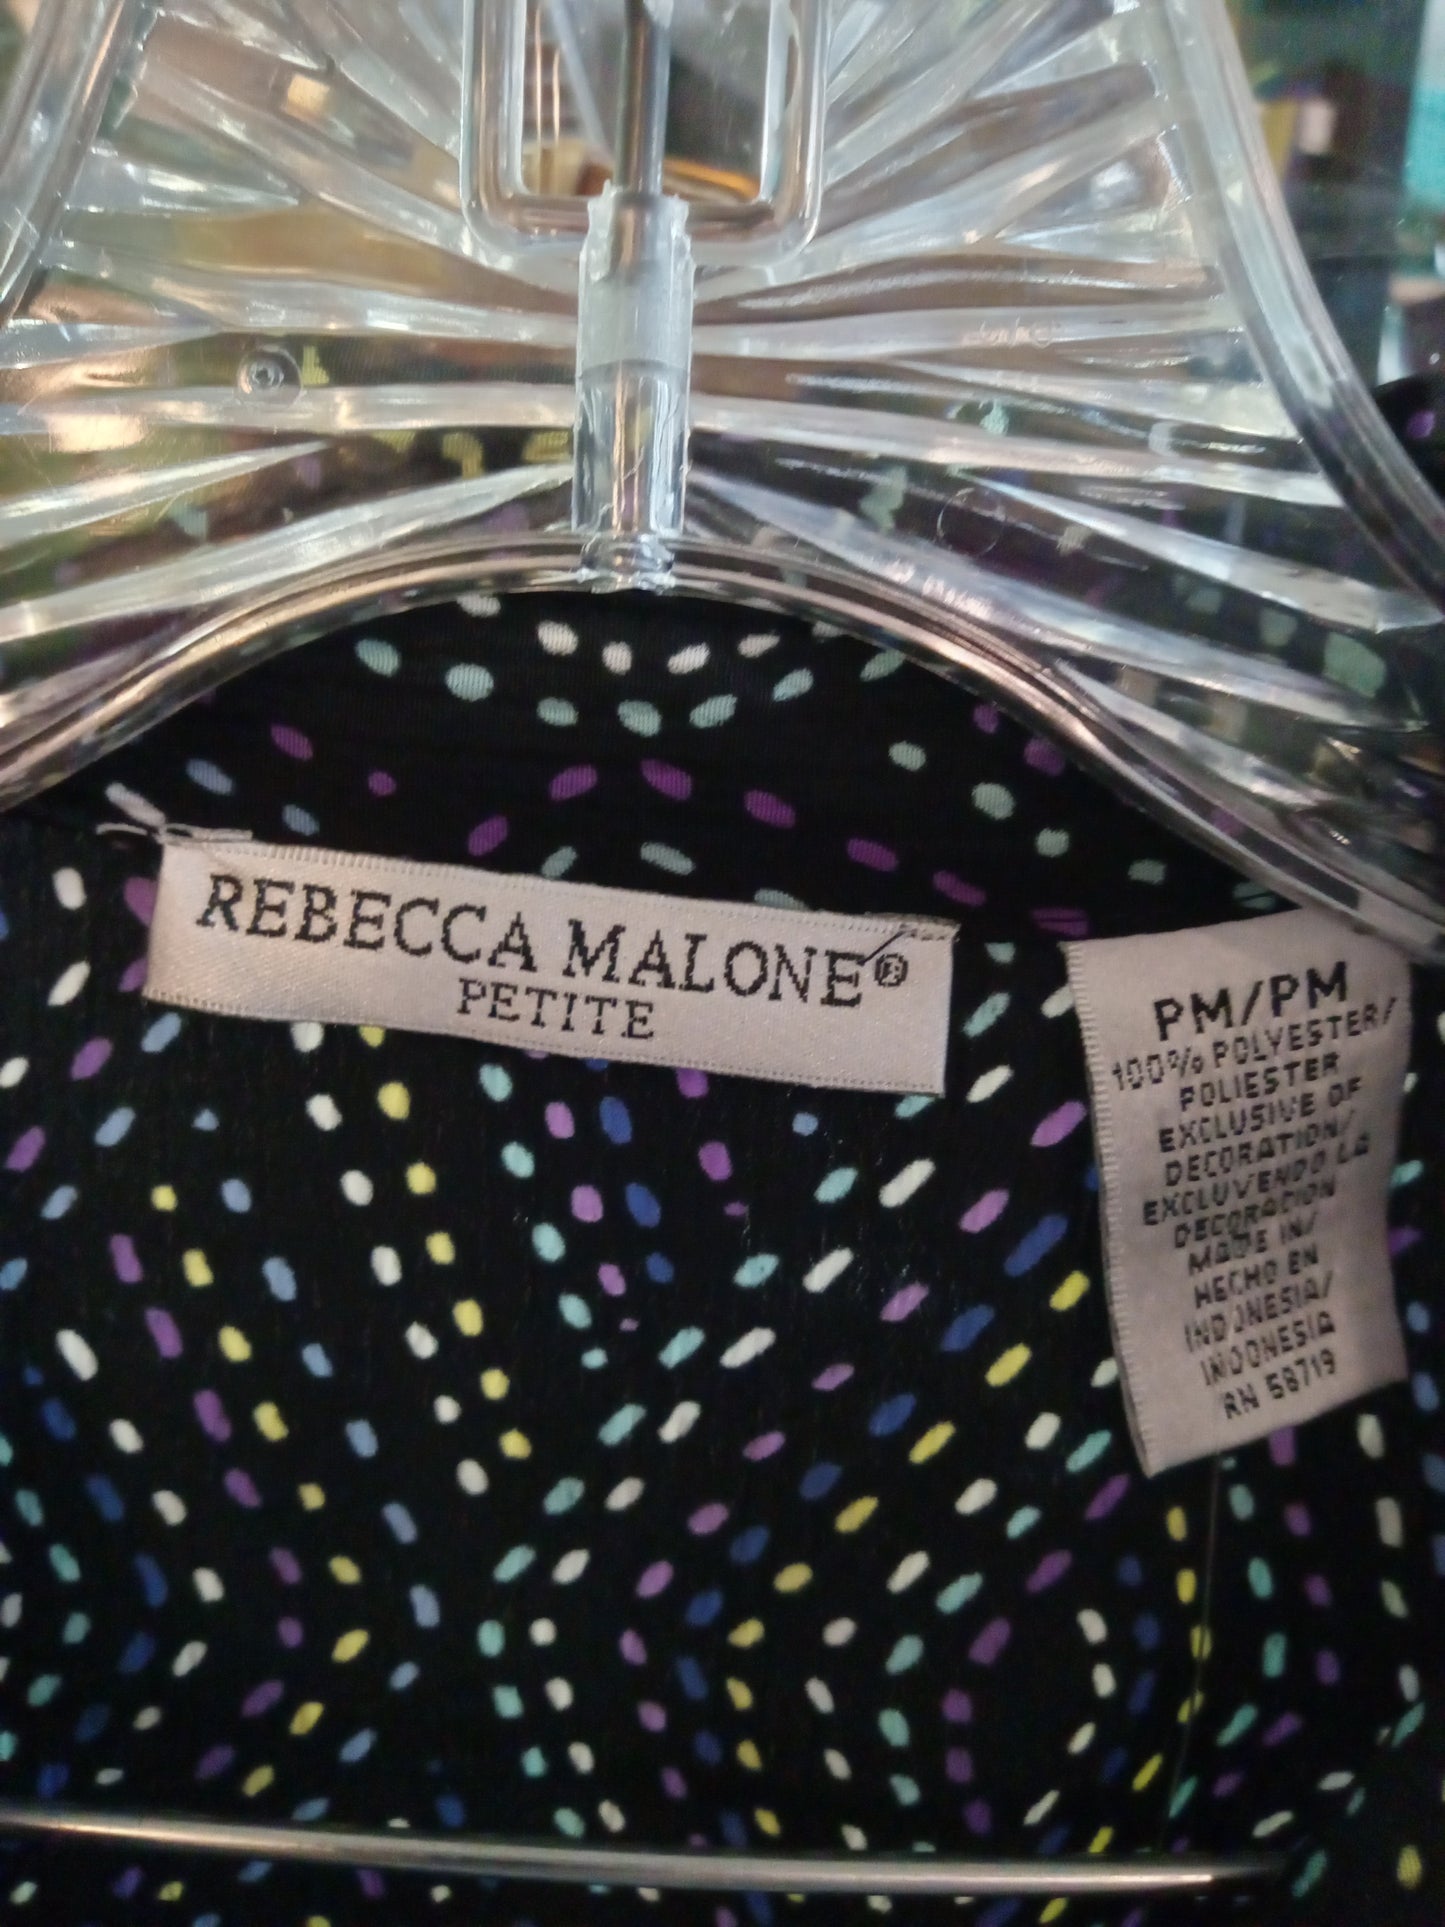 REBECCA MALONE®
PETITE
PM/PM
100% POLYESTER/
POLIESTER
EXCLUSIVE OF
DECORATION/
EXCLUVENDO LA
DECORACION
MADE IN/
HECHO EN
INDONESIA/
INDONESIA
RN 58719